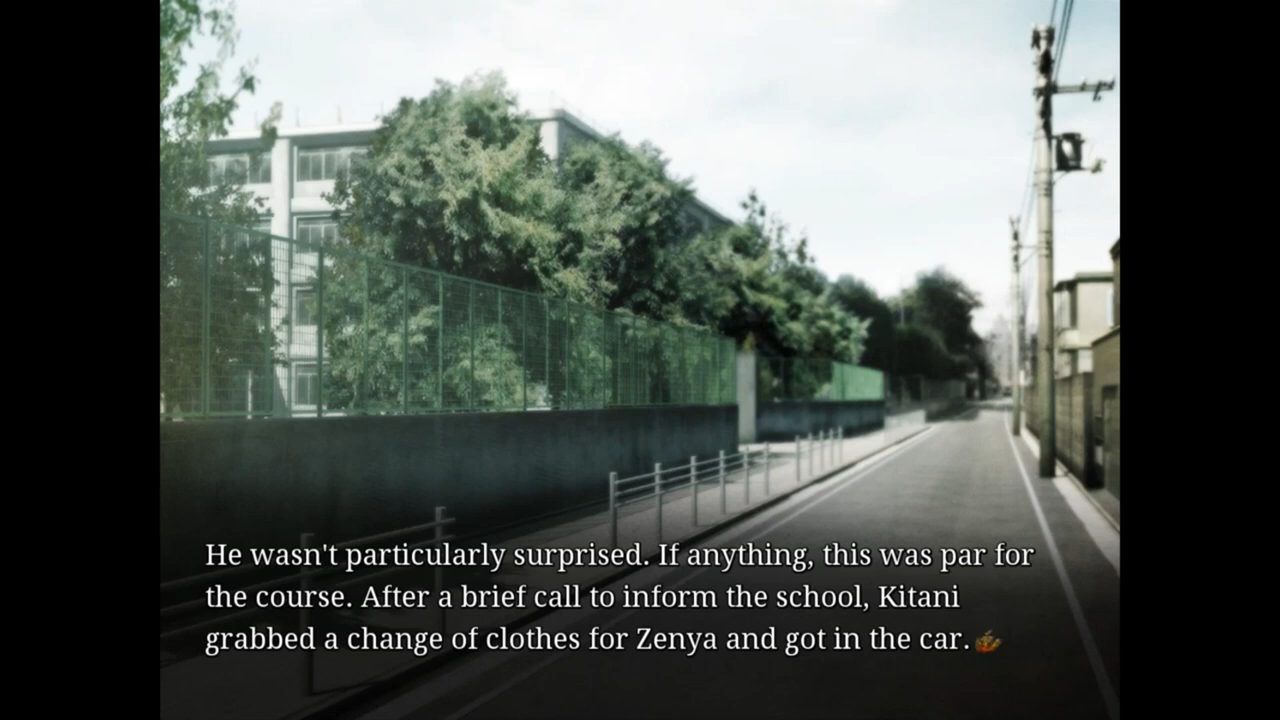 He wasn't particularly surprised. If anything, this was par for
the course. After a brief call to inform the school, Kitani
grabbed a change of clothes for Zenya and got in the car.